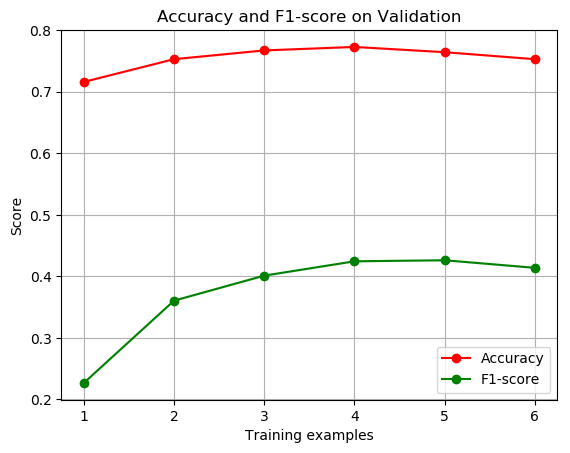 Accuracy and F1-score on Validation
0.8
0.7
0.6
0.5
0.4
0.3
0.2
Score
Accuracy
F1-score
1 2 3 4 5 6
Training examples